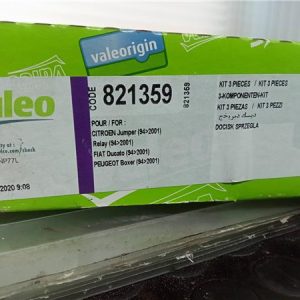 valeorigin
Valeo
CODE
821359
821359
POUR / FOR :
CITROEN Jumper (94>2001)
Relay (94>2001)
FIAT Ducato (94>2001)
PEUGEOT Boxer (94>2001)
KIT 3 PIECES / KIT 3 PIECES
3-KOMPONENTEN-KIT
KIT 3 PIEZAS / KIT 3 PEZZI
DOCISK SPRZEGLA
2020 9:08